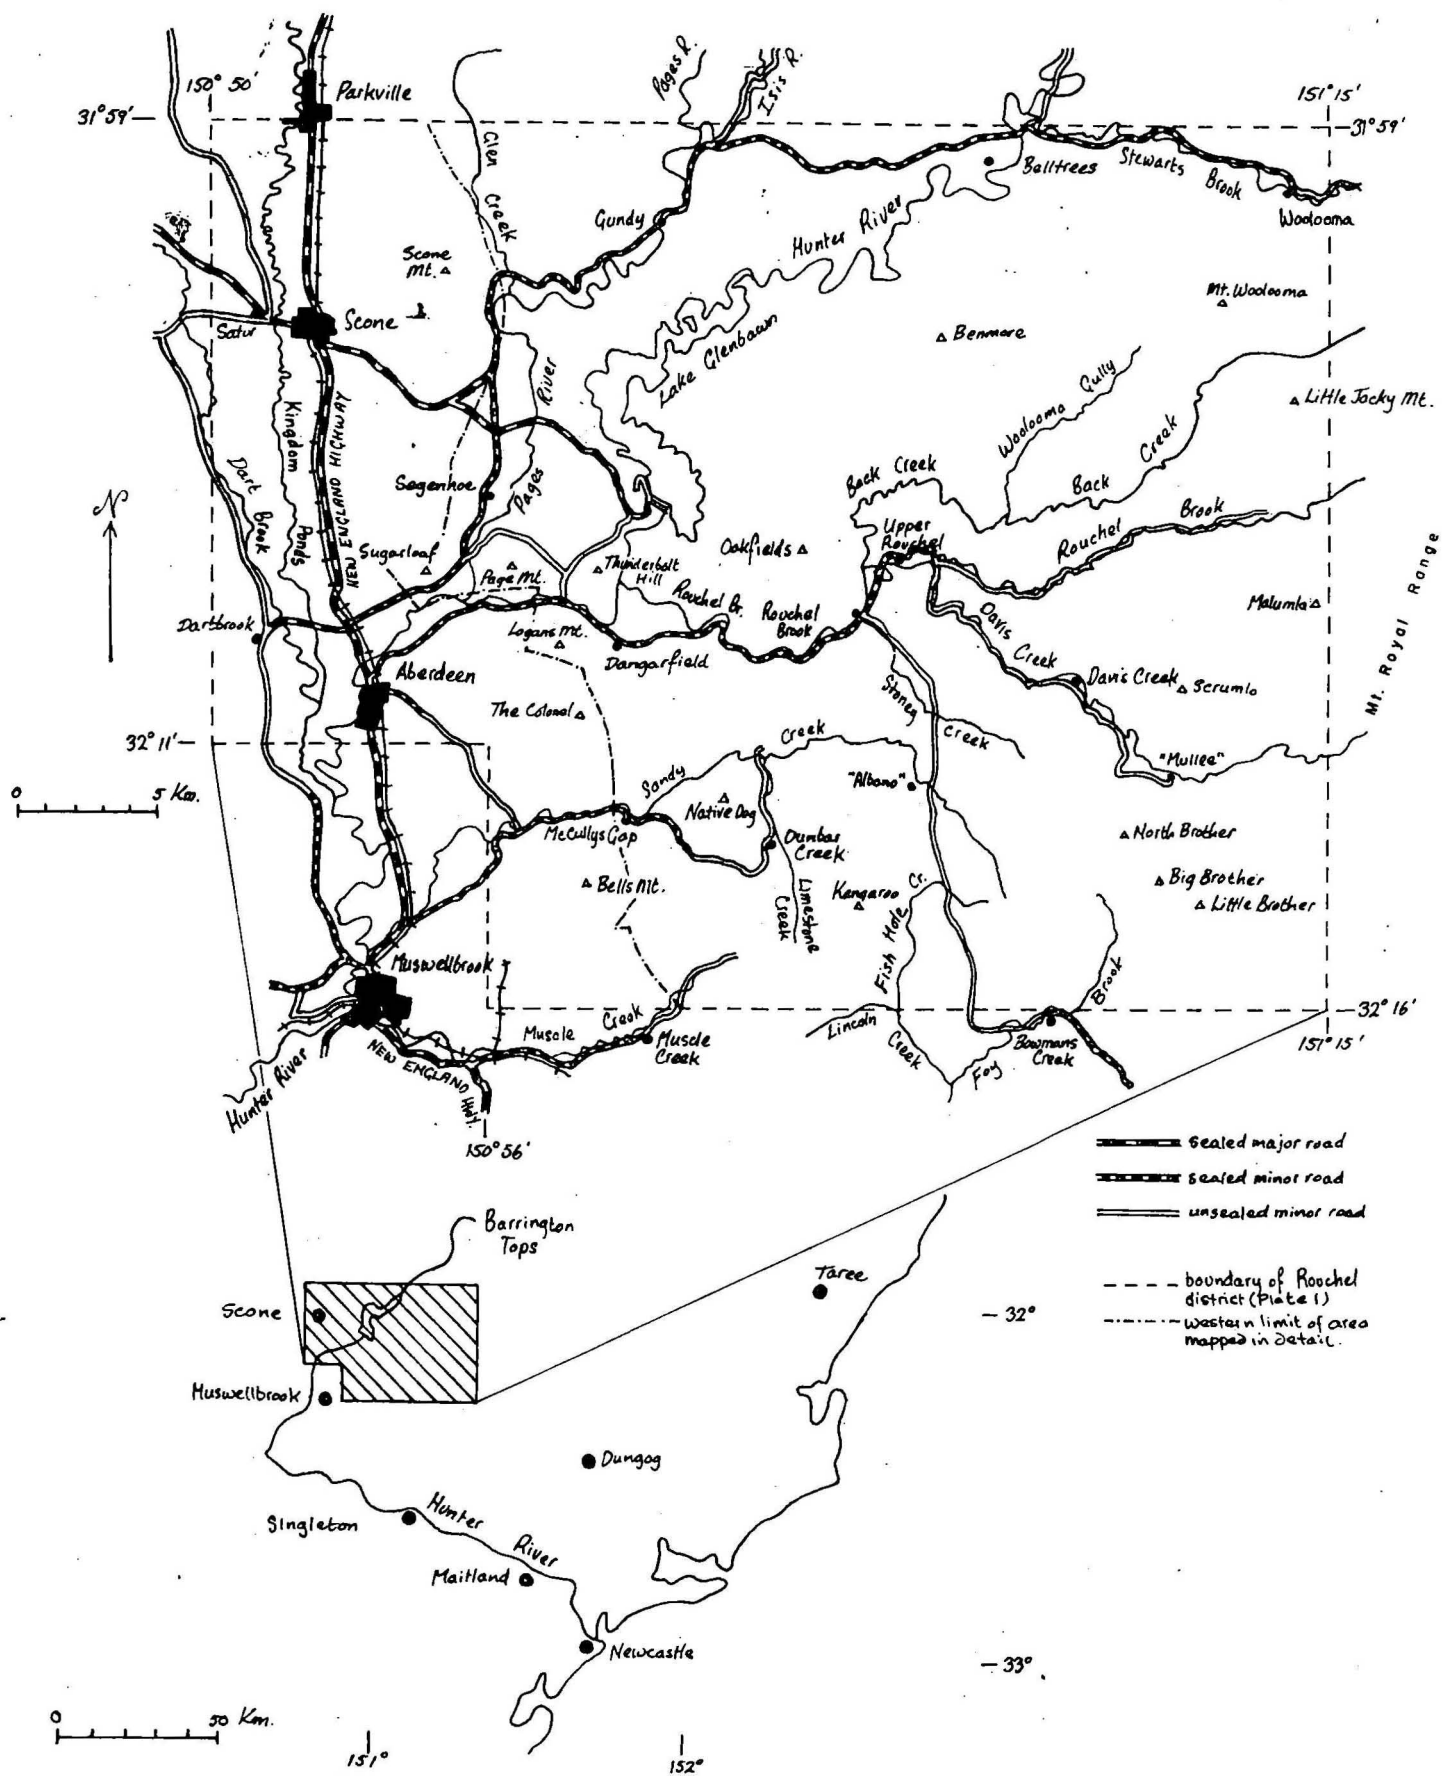 Pages R.
Isis R.
150° 50'
Parkville
151° 15'
31° 59'
31° 59'
Glen
Creek
Belltrees
Stewarts
Brook
Woolooma
Gundy
Hunter River
Scone
Mt.
Mt. Woolooma
Satur
Scone
Lake Glenbawn
Benmore
River
Woolooma Gully
Little Jacky Mt.
Kingdom
Ponds
NEW ENGLAND HIGHWAY
Dart
Brook
Segenhoe
Pages
Back Creek
Back
Creek
N
Upper
Rouchel
Rouchel
Brook
Sugarloaf
Page Mt.
Thunderbolt
Hill
Oakfields
Rouchel Br.
Rouchel
Brook
Malumla
Mt. Royal Range
Dartbrook
Logans Mt.
Dangarfield
Davis
Creek
Aberdeen
Davis Creek
Scrumlo
Stoney
Creek
The Colonel
32° 11'
Creek
Sandy
"Albano"
"Mullee"
0
5 Km.
Native Dog
McCullys Gap
Dunbar
Creek
North Brother
Bells Mt.
Kangaroo
Limestone
Creek
Big Brother
Little Brother
Fish Hole
Cr.
Muswellbrook
Brook
Muscle
Creek
Muscle
Creek
Lincoln
Creek
Foy
Bowmans
Creek
32° 16'
151° 15'
Hunter River
NEW ENGLAND HWY.
150° 56'
sealed major road
sealed minor road
unsealed minor road
boundary of Rouchel
district (Plate 1)
western limit of area
mapped in detail.
Barrington
Tops
Scone
Taree
32°
Muswellbrook
Dungog
Singleton
Hunter
River
Maitland
Newcastle
33°
0
50 Km.
151°
152°